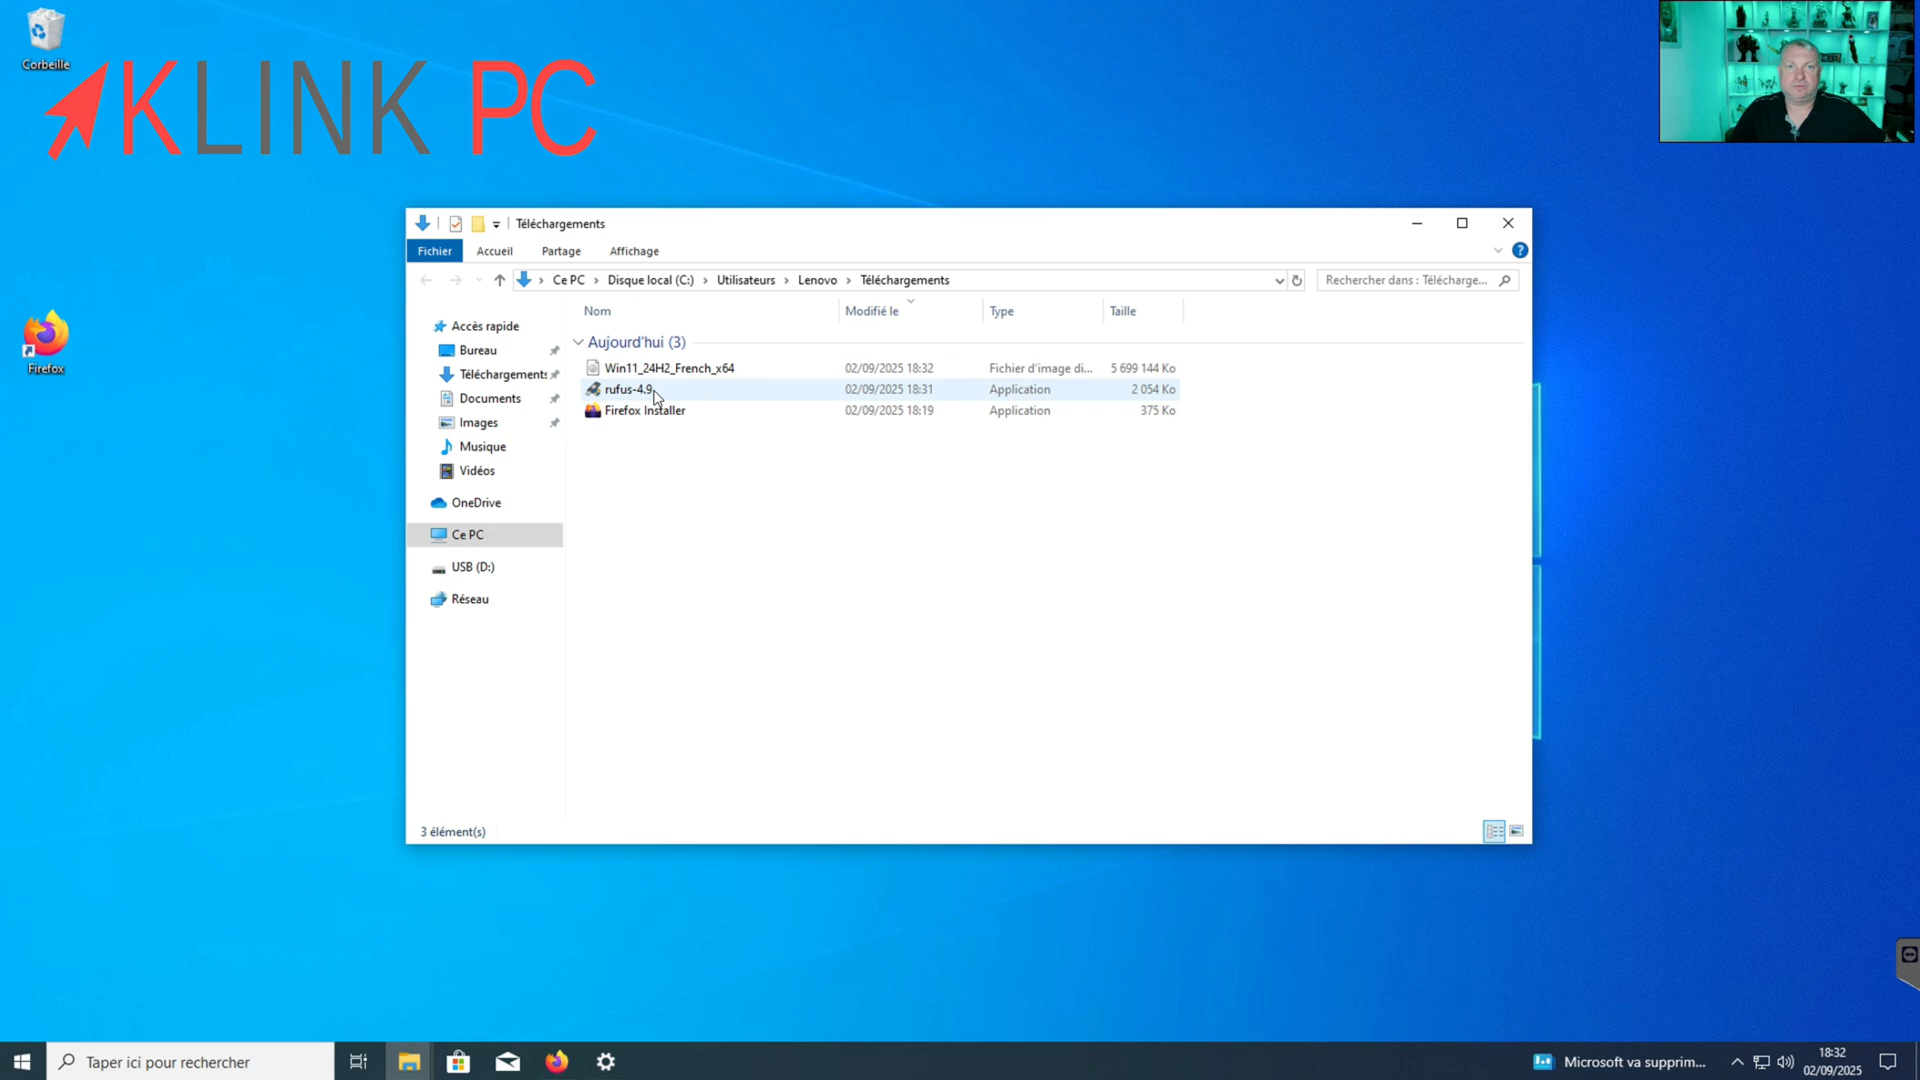 Corbeille
KLINK PC
Firefox
Téléchargements
Fichier
Accueil
Partage
Affichage
Ce PC
Disque local (C:)
Utilisateurs
Lenovo
Téléchargements
Rechercher dans : Télécharge...
Nom
Modifié le
Type
Taille
Accès rapide
Bureau
Téléchargements
Documents
Images
Musique
Vidéos
OneDrive
Ce PC
USB (D:)
Réseau
Aujourd'hui (3)
Win11_24H2_French_x64 02/09/2025 18:32 Fichier d'image di... 5 699 144 Ko
rufus-4.9 02/09/2025 18:31 Application 2 054 Ko
Firefox Installer 02/09/2025 18:19 Application 375 Ko
3 élément(s)
Taper ici pour rechercher
Microsoft va supprim...
18:32
02/09/2025